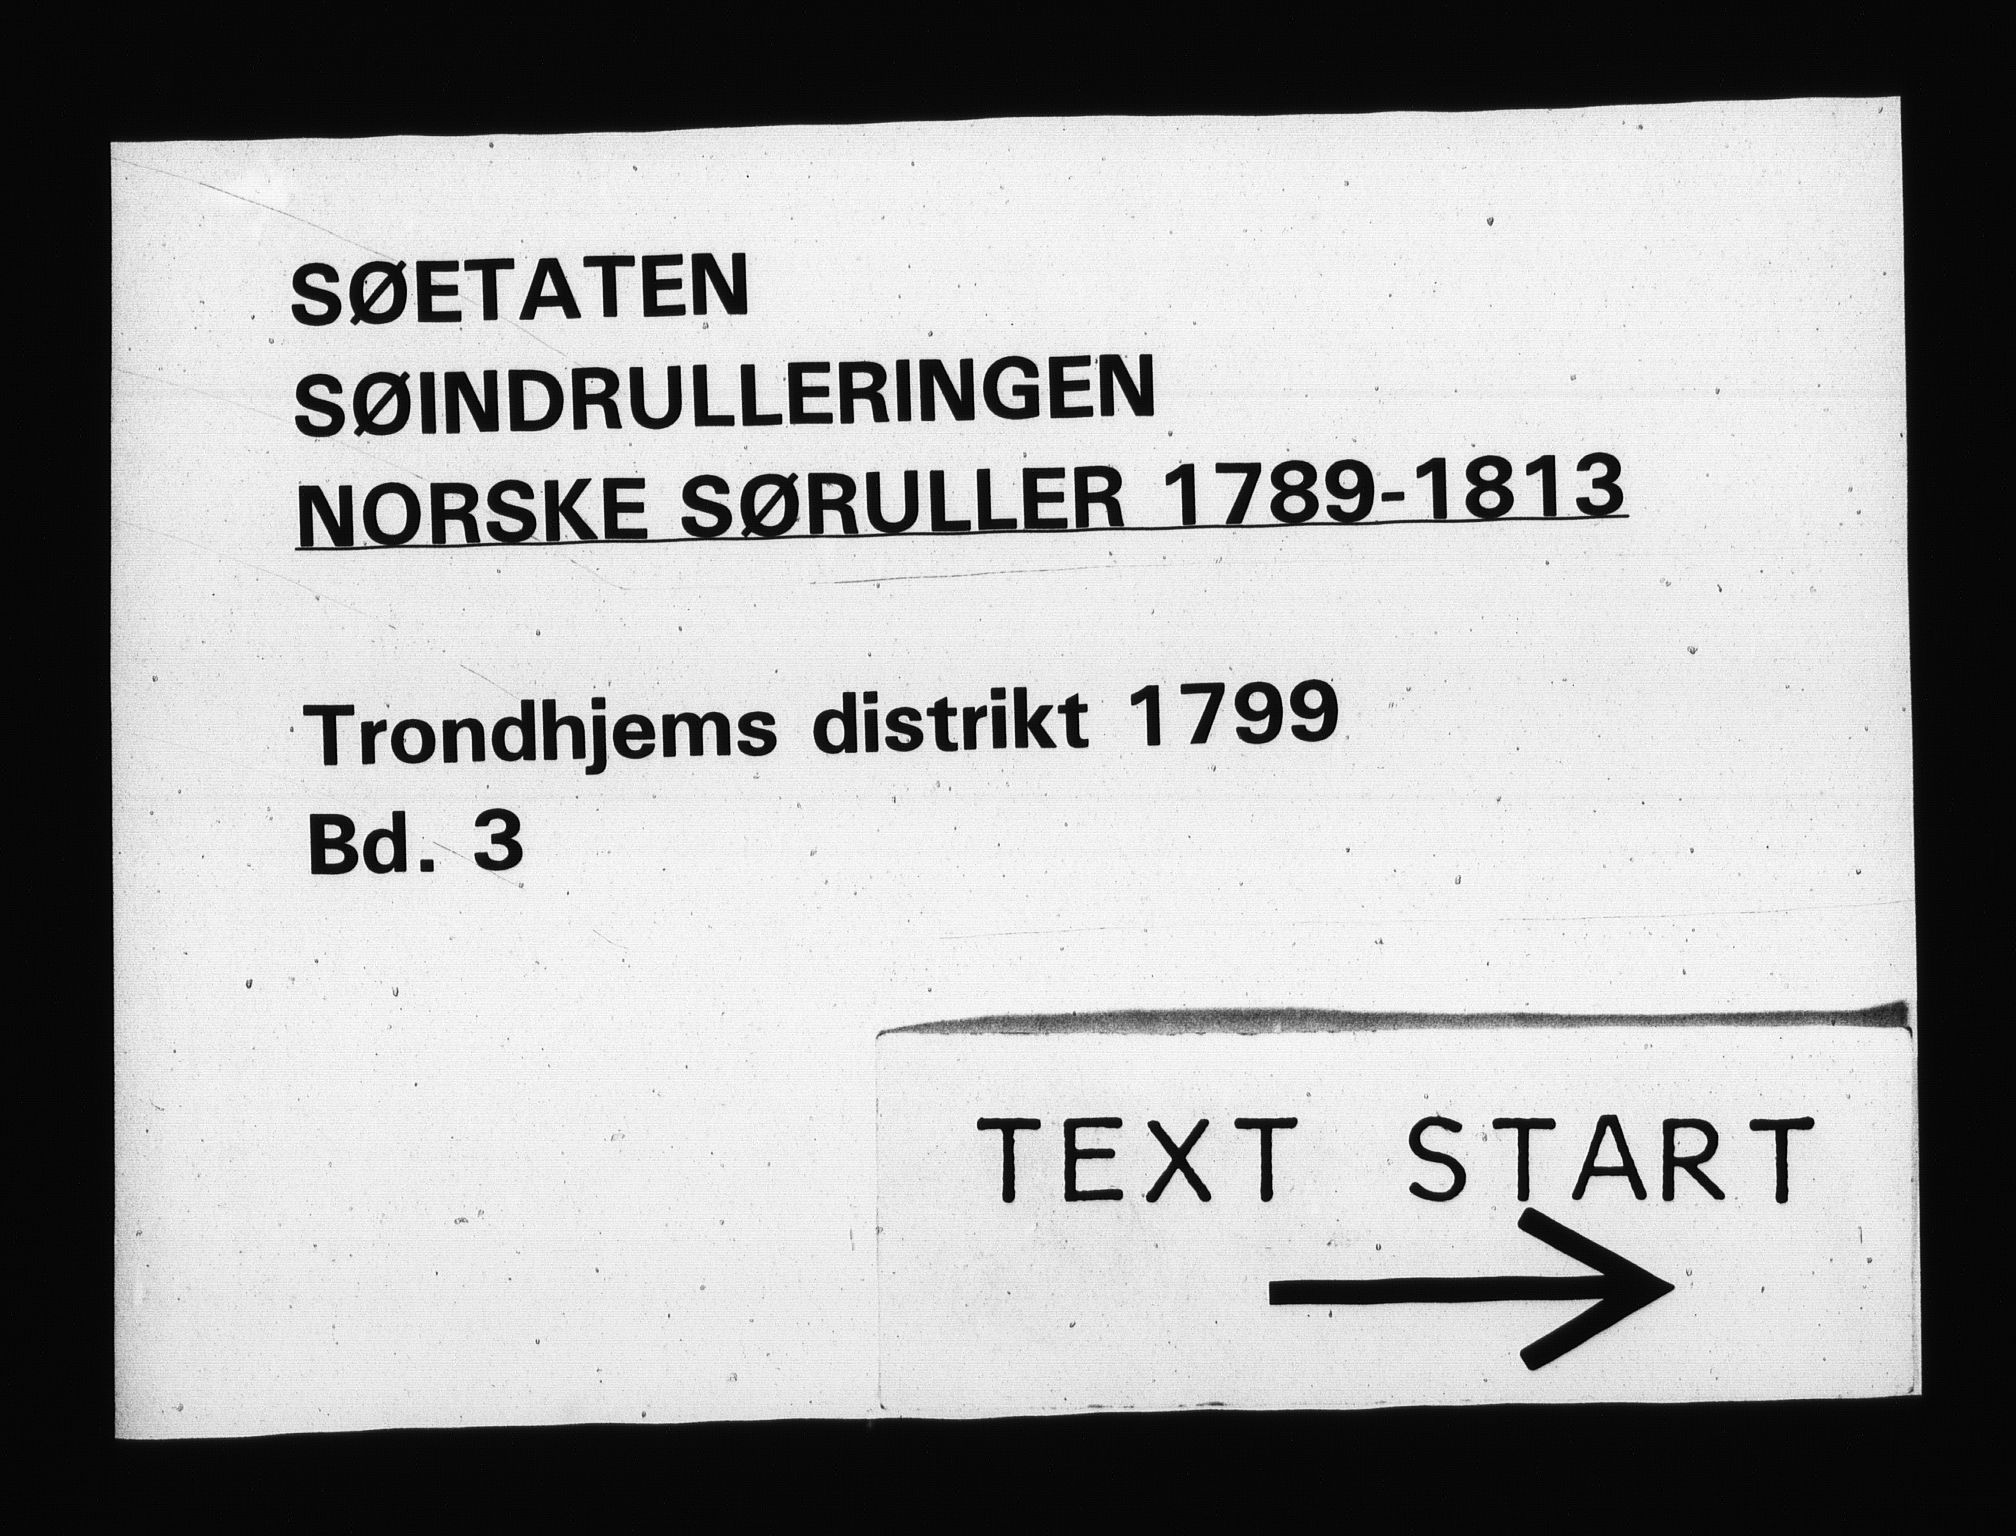 SØETATEN
SØINDRULLERINGEN
NORSKE SØRULLER 1789-1813
Trondhjems distrikt 1799
Bd. 3
TEXT START